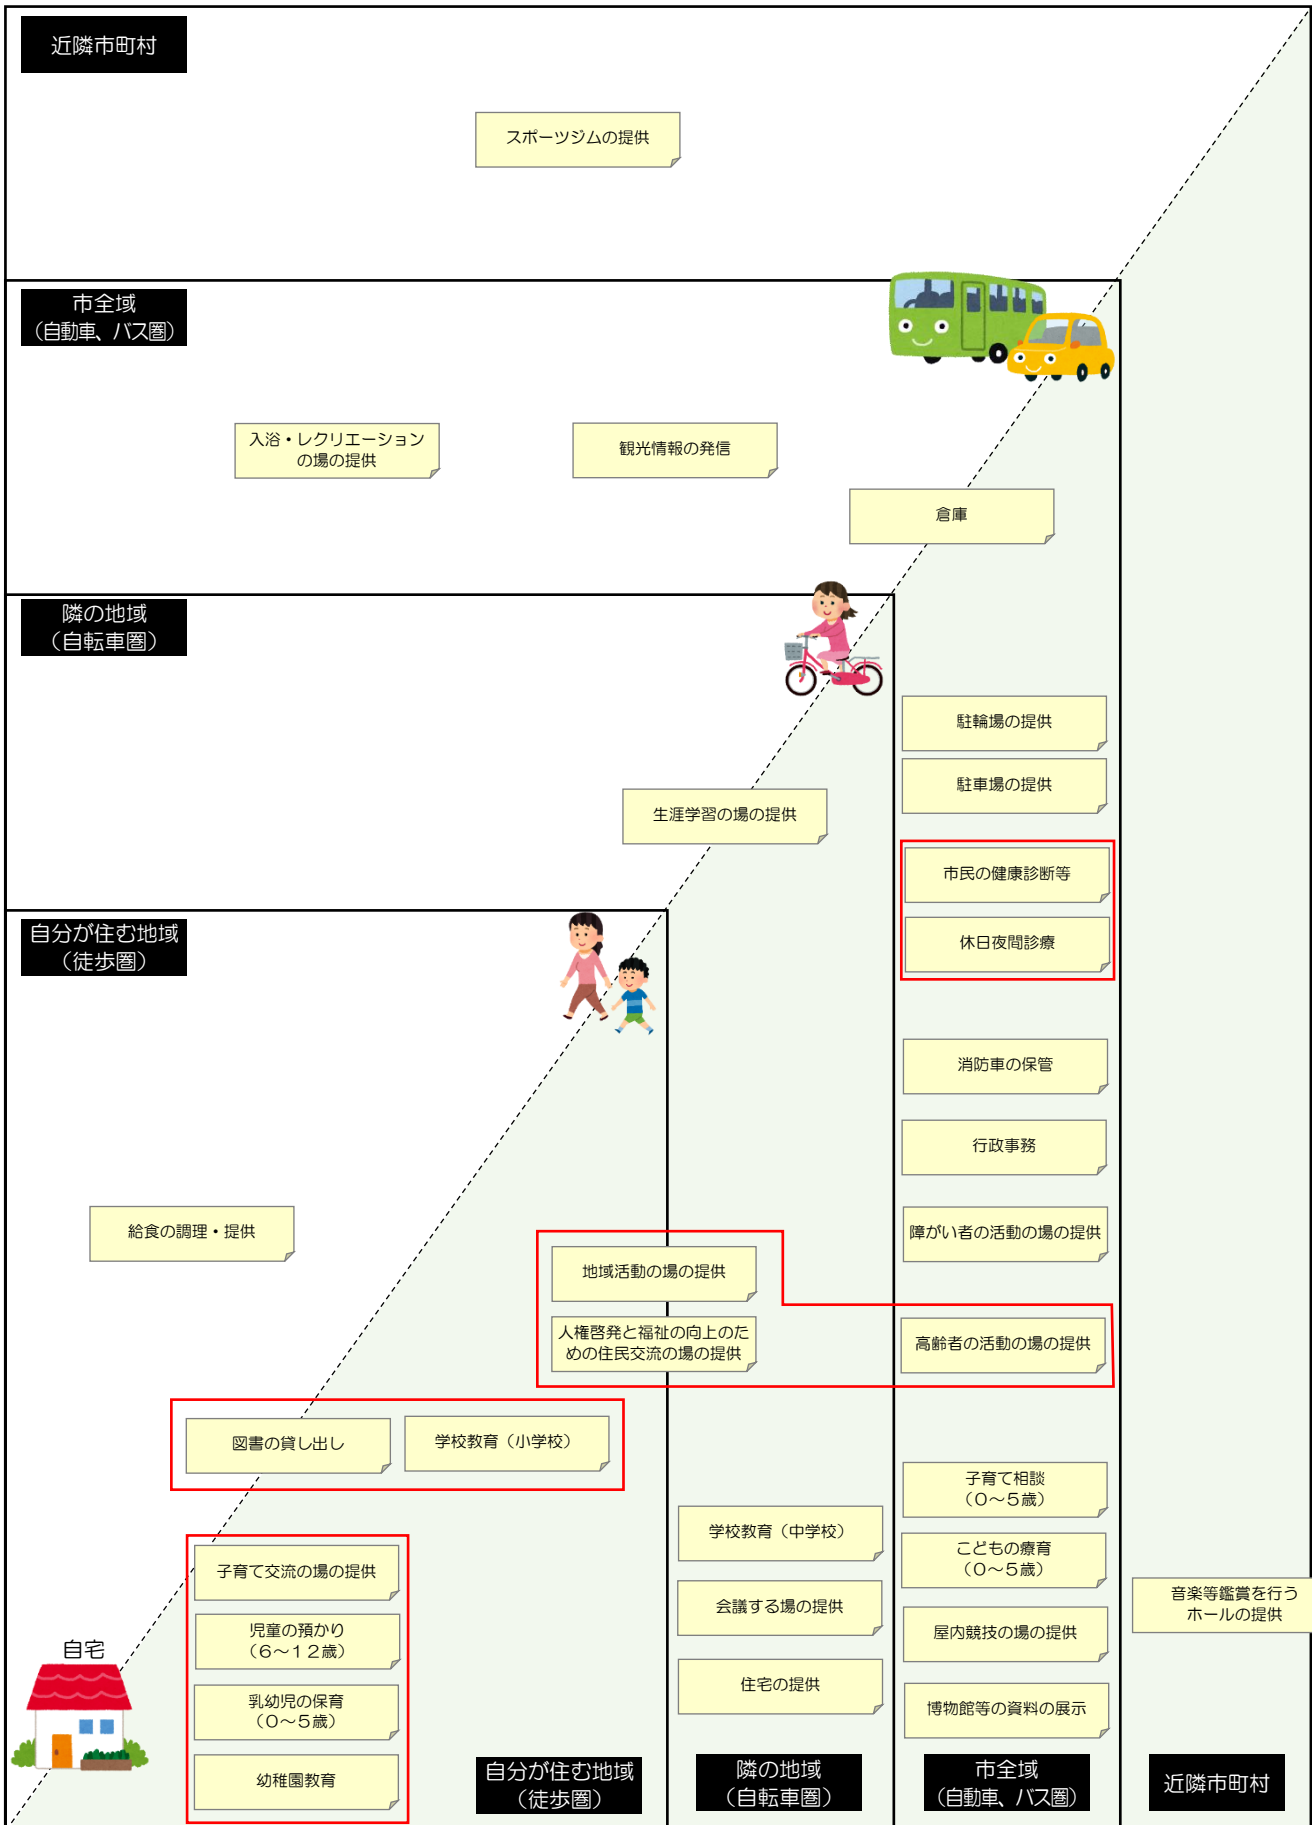 近隣市町村
スポーツジムの提供
市全域
（自動車、バス圏）
入浴・レクリエーション
の場の提供
観光情報の発信
倉庫
隣の地域
（自転車圏）
駐輪場の提供
駐車場の提供
生涯学習の場の提供
市民の健康診断等
休日夜間診療
自分が住む地域
（徒歩圏）
消防車の保管
行政事務
給食の調理・提供
障がい者の活動の場の提供
地域活動の場の提供
人権啓発と福祉の向上のた
めの住民交流の場の提供
高齢者の活動の場の提供
図書の貸し出し
学校教育（小学校）
子育て相談
（０～５歳）
学校教育（中学校）
こどもの療育
（０～５歳）
子育て交流の場の提供
会議する場の提供
音楽等鑑賞を行う
ホールの提供
児童の預かり
（６～１２歳）
屋内競技の場の提供
自宅
住宅の提供
乳幼児の保育
（０～５歳）
博物館等の資料の展示
幼稚園教育
自分が住む地域
（徒歩圏）
隣の地域
（自転車圏）
市全域
（自動車、バス圏）
近隣市町村